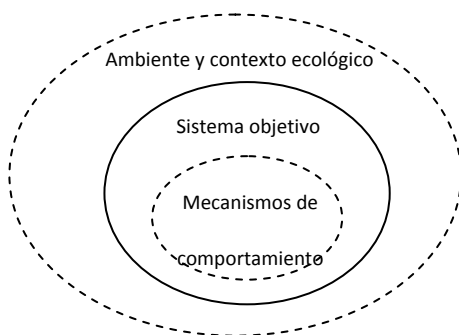 Ambiente y contexto ecológico
Sistema objetivo
Mecanismos de
comportamiento